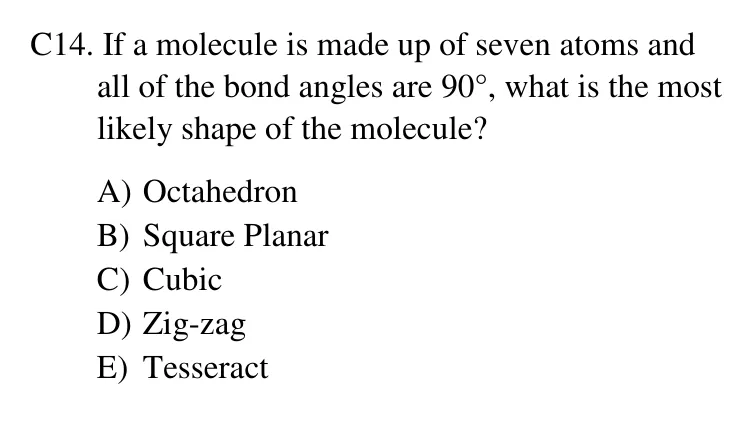 C14. If a molecule is made up of seven atoms and
all of the bond angles are 90°, what is the most
likely shape of the molecule?
A) Octahedron
B) Square Planar
C) Cubic
D) Zig-zag
E) Tesseract